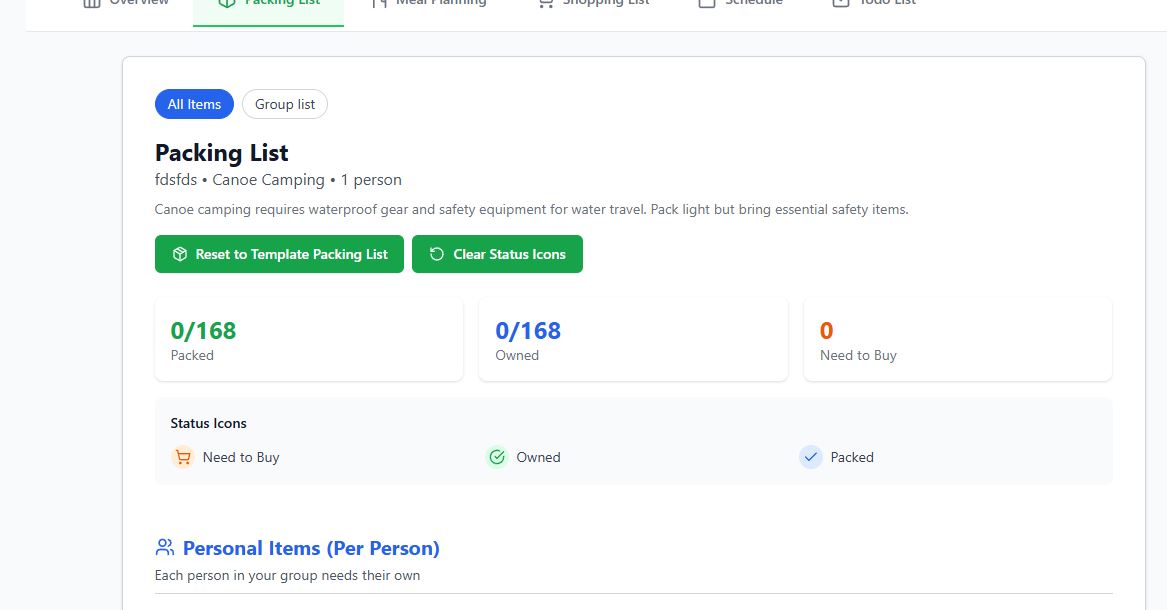 Overview Packing List Meal Planning Shopping List Schedule Todo List
All Items Group list
Packing List
fdsfds • Canoe Camping • 1 person
Canoe camping requires waterproof gear and safety equipment for water travel. Pack light but bring essential safety items.
Reset to Template Packing List Clear Status Icons
0/168 0/168 0
Packed Owned Need to Buy
Status Icons
Need to Buy Owned Packed
Personal Items (Per Person)
Each person in your group needs their own